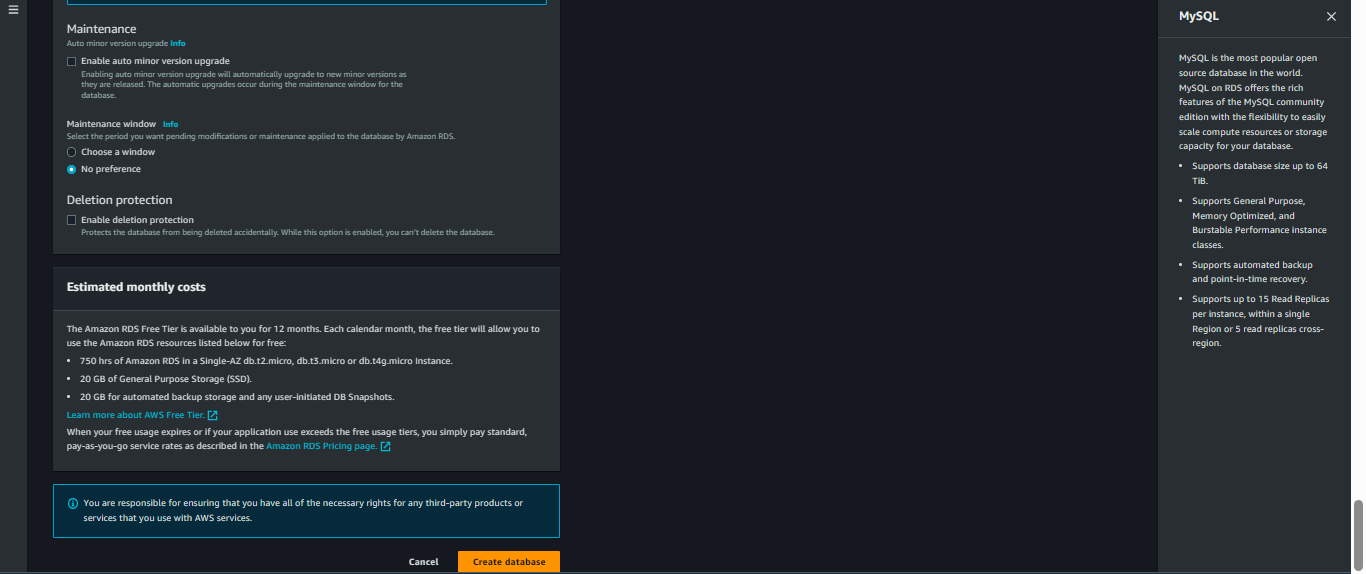 Maintenance
Auto minor version upgrade Info
Enable auto minor version upgrade
Enabling auto minor version upgrade will automatically upgrade to new minor versions as
they are released. The automatic upgrades occur during the maintenance window for the
database.
Maintenance window Info
Select the period you want pending modifications or maintenance applied to the database by Amazon RDS.
Choose a window
No preference
Deletion protection
Enable deletion protection
Protects the database from being deleted accidentally. While this option is enabled, you can't delete the database.
Estimated monthly costs
The Amazon RDS Free Tier is available to you for 12 months. Each calendar month, the free tier will allow you to
use the Amazon RDS resources listed below for free:
• 750 hrs of Amazon RDS in a Single-AZ db.t2.micro, db.t3.micro or db.t4g.micro Instance.
• 20 GB of General Purpose Storage (SSD).
• 20 GB for automated backup storage and any user-initiated DB Snapshots.
Learn more about AWS Free Tier.
When your free usage expires or if your application use exceeds the free usage tiers, you simply pay standard,
pay-as-you-go service rates as described in the Amazon RDS Pricing page.
You are responsible for ensuring that you have all of the necessary rights for any third-party products or
services that you use with AWS services.
Cancel
Create database
MySQL
MySQL is the most popular open
source database in the world.
MySQL on RDS offers the rich
features of the MySQL community
edition with the flexibility to easily
scale compute resources or storage
capacity for your database.
• Supports database size up to 64
TiB.
• Supports General Purpose,
Memory Optimized, and
Burstable Performance instance
classes.
• Supports automated backup
and point-in-time recovery.
• Supports up to 15 Read Replicas
per instance, within a single
Region or 5 read replicas cross-
region.